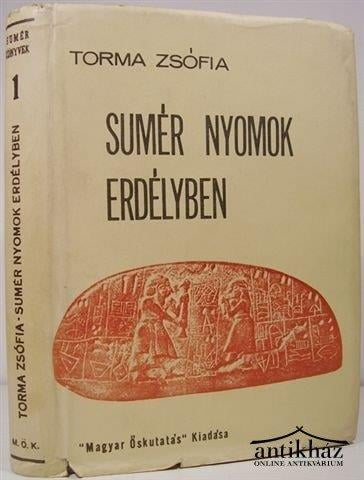 SUMÉR
KÖNYVEK
1
TORMA ZSÓFIA · SUMÉR NYOMOK ERDÉLYBEN
M.Ö.K.
TORMA ZSÓFIA
SUMÉR NYOMOK
ERDÉLYBEN
"Magyar Őskutatás" Kiadása
antikház
ONLINE ANTIKVÁRIUM